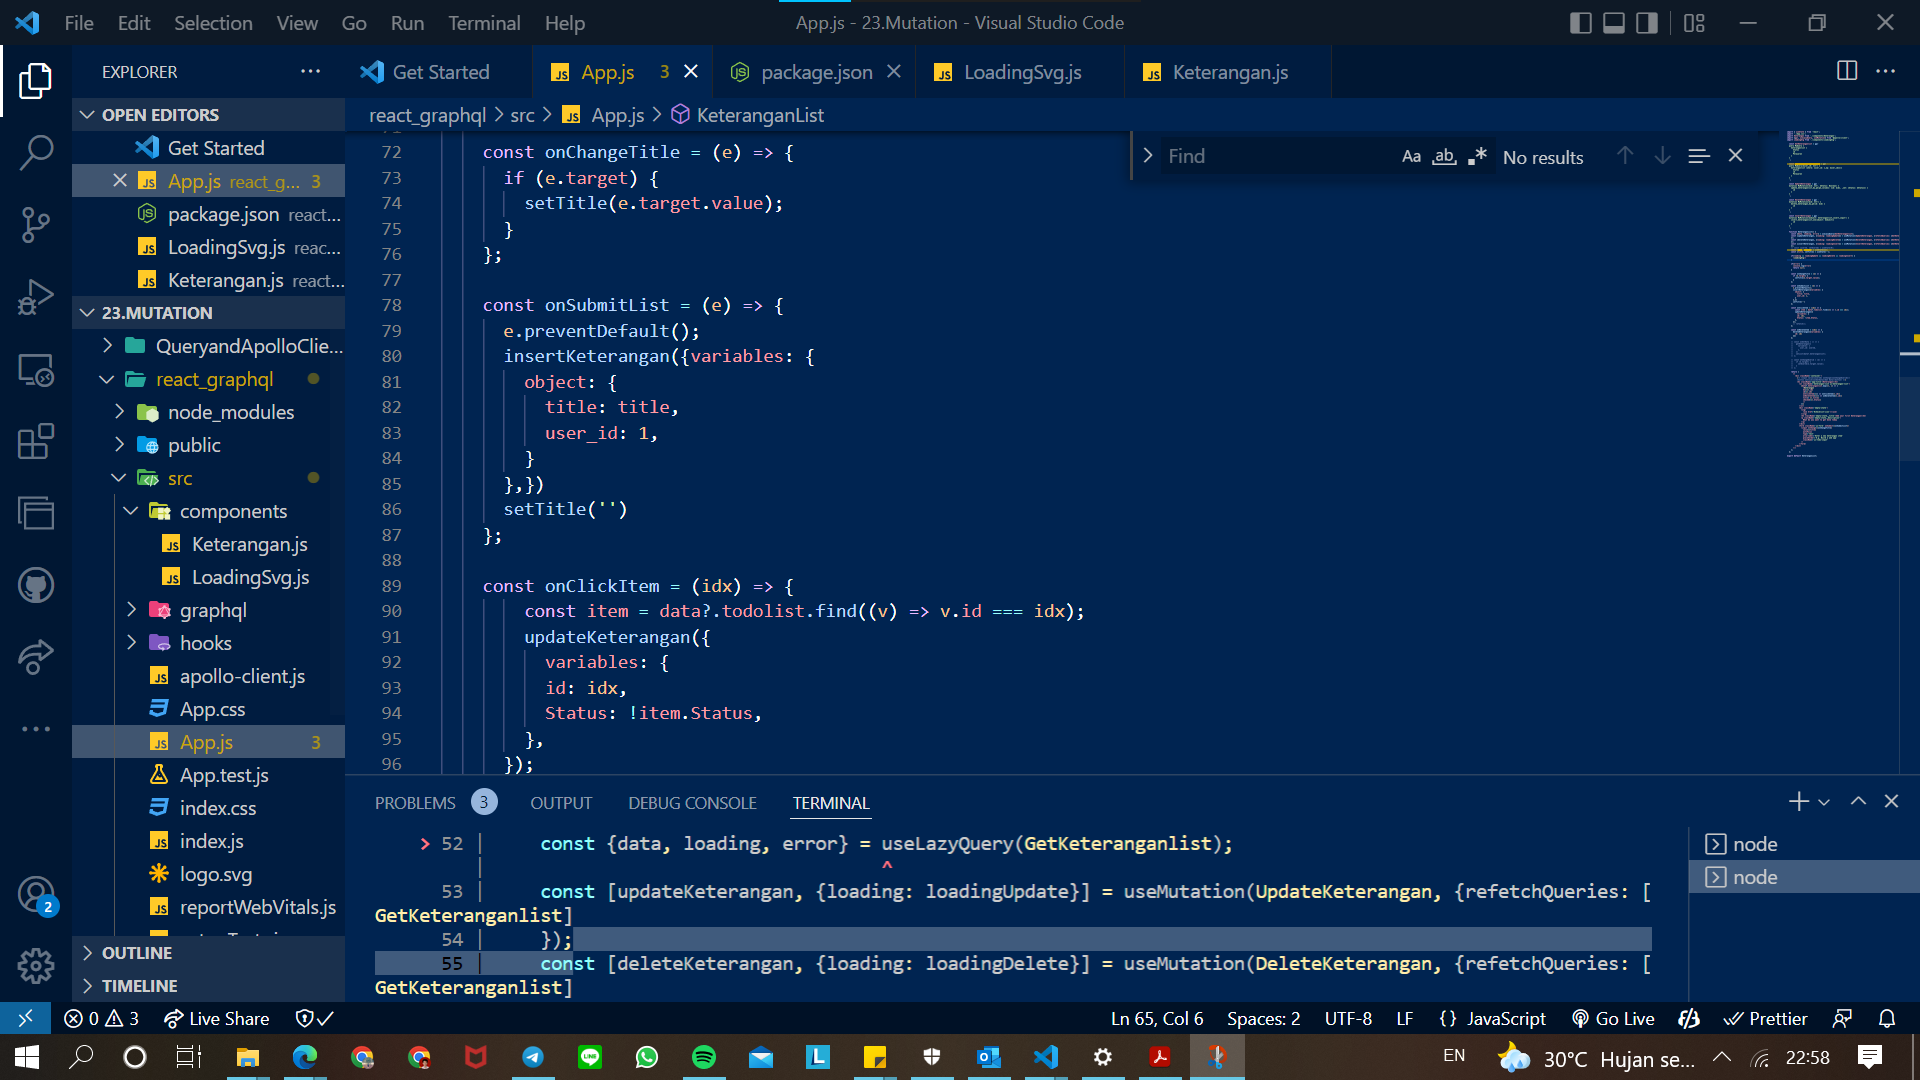 File Edit Selection View Go Run Terminal Help
App.js - 23.Mutation - Visual Studio Code
EXPLORER
Get Started
App.js 3
package.json
LoadingSvg.js
Keterangan.js
OPEN EDITORS
Get Started
App.js react_g... 3
package.json react...
LoadingSvg.js reac...
Keterangan.js react...
23.MUTATION
QueryandApolloClie...
react_graphql
node_modules
public
src
components
Keterangan.js
LoadingSvg.js
graphql
hooks
apollo-client.js
App.css
App.js 3
App.test.js
index.css
index.js
logo.svg
reportWebVitals.js
OUTLINE
TIMELINE
react_graphql > src > App.js > KeteranganList
Find
Aa ab .* No results
72 const onChangeTitle = (e) => {
73 if (e.target) {
74 setTitle(e.target.value);
75 }
76 };
77
78 const onSubmitList = (e) => {
79 e.preventDefault();
80 insertKeterangan({variables: {
81 object: {
82 title: title,
83 user_id: 1,
84 }
85 },})
86 setTitle('')
87 };
88
89 const onClickItem = (idx) => {
90 const item = data?.todolist.find((v) => v.id === idx);
91 updateKeterangan({
92 variables: {
93 id: idx,
94 Status: !item.Status,
95 },
96 });
PROBLEMS 3 OUTPUT DEBUG CONSOLE TERMINAL
> 52 | const {data, loading, error} = useLazyQuery(GetKeteranganlist);
| ^
53 | const [updateKeterangan, {loading: loadingUpdate}] = useMutation(UpdateKeterangan, {refetchQueries: [
GetKeteranganlist]
54 | });
55 | const [deleteKeterangan, {loading: loadingDelete}] = useMutation(DeleteKeterangan, {refetchQueries: [
GetKeteranganlist]
node
node
2
0 3 Live Share
Ln 65, Col 6 Spaces: 2 UTF-8 LF {} JavaScript Go Live Prettier
EN 30°C Hujan se... 22:58